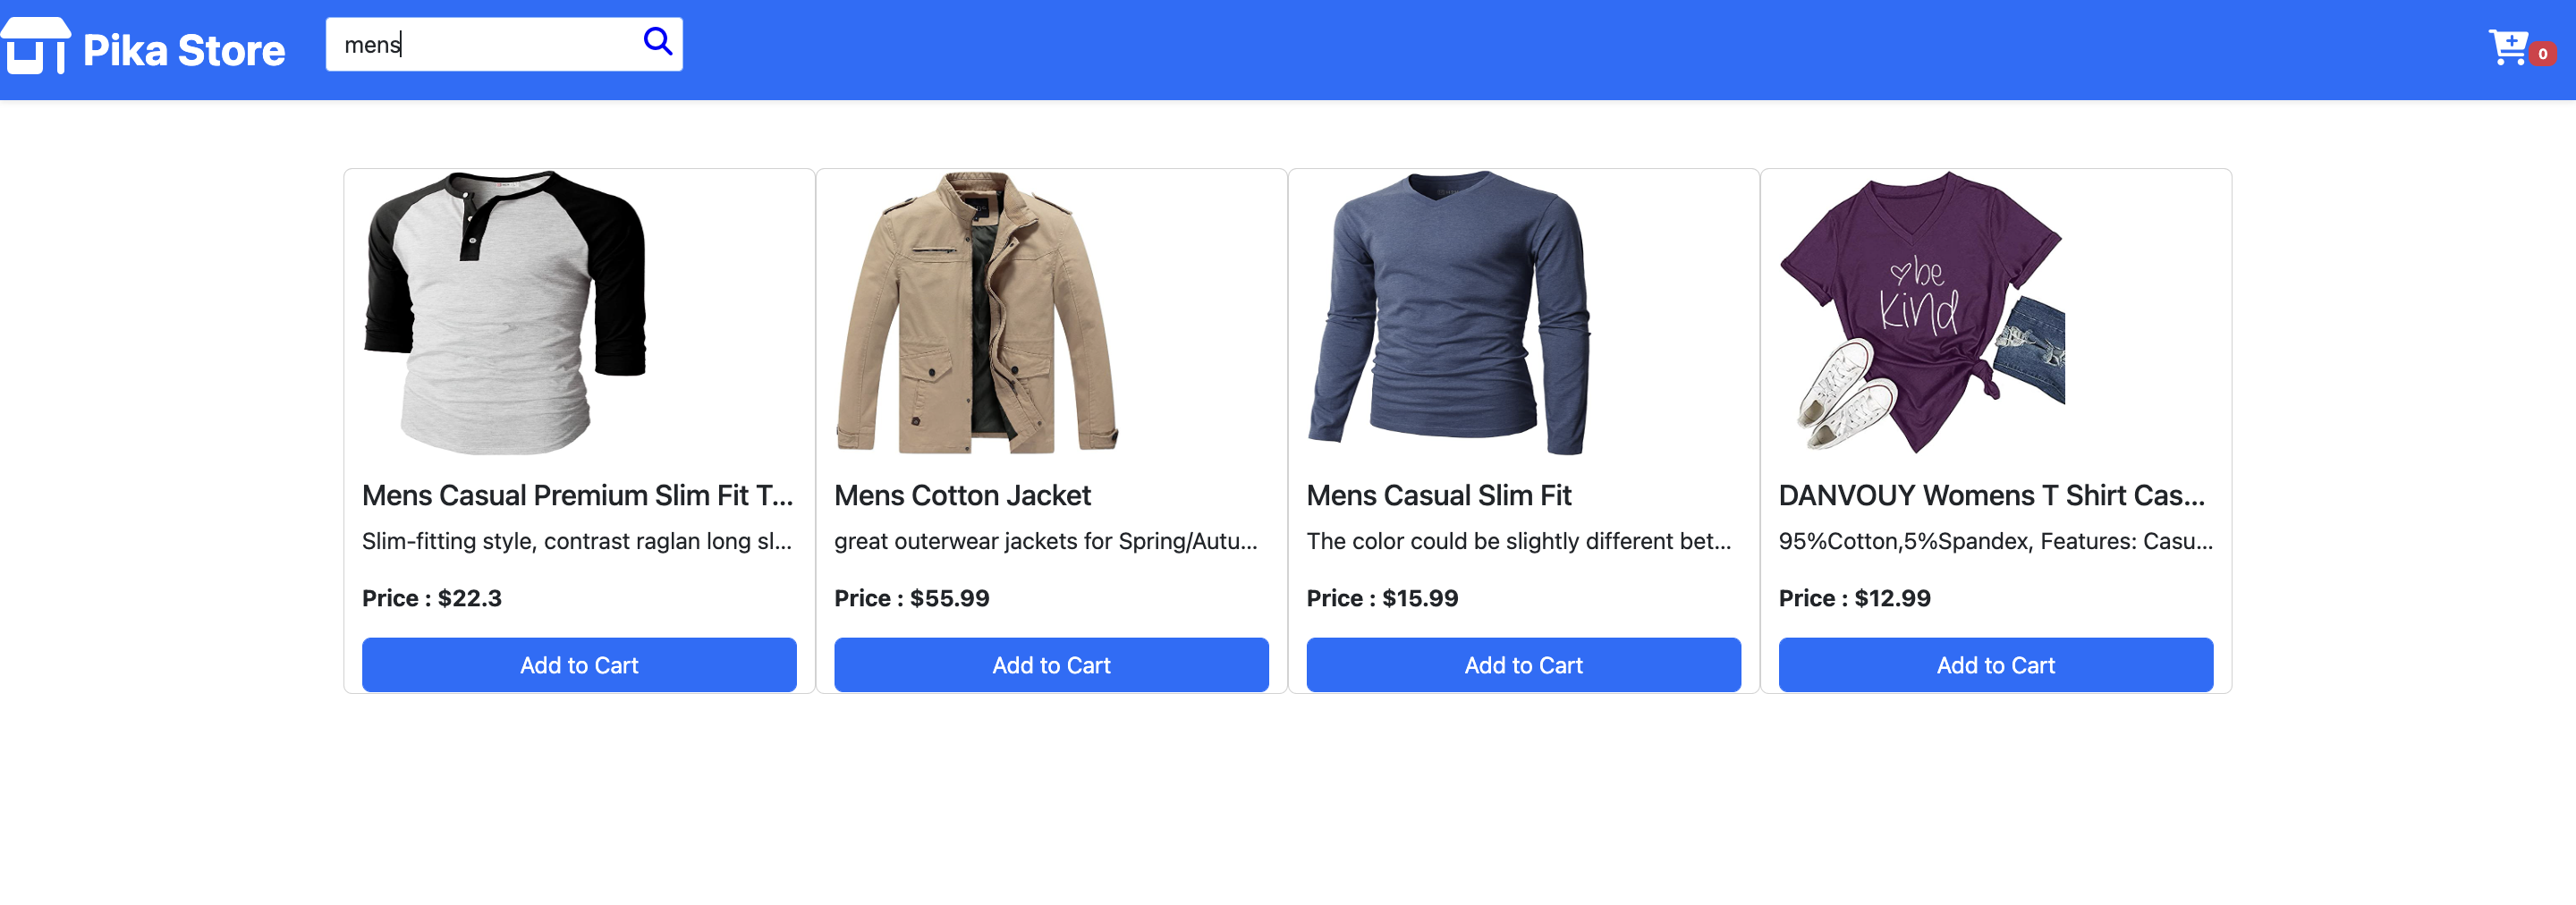 Pika Store
mens
0
be
kind
Mens Casual Premium Slim Fit T...
Slim-fitting style, contrast raglan long sl...
Price : $22.3
Add to Cart
Mens Cotton Jacket
great outerwear jackets for Spring/Autu...
Price : $55.99
Add to Cart
Mens Casual Slim Fit
The color could be slightly different bet...
Price : $15.99
Add to Cart
DANVOUY Womens T Shirt Cas...
95%Cotton,5%Spandex, Features: Casu...
Price : $12.99
Add to Cart